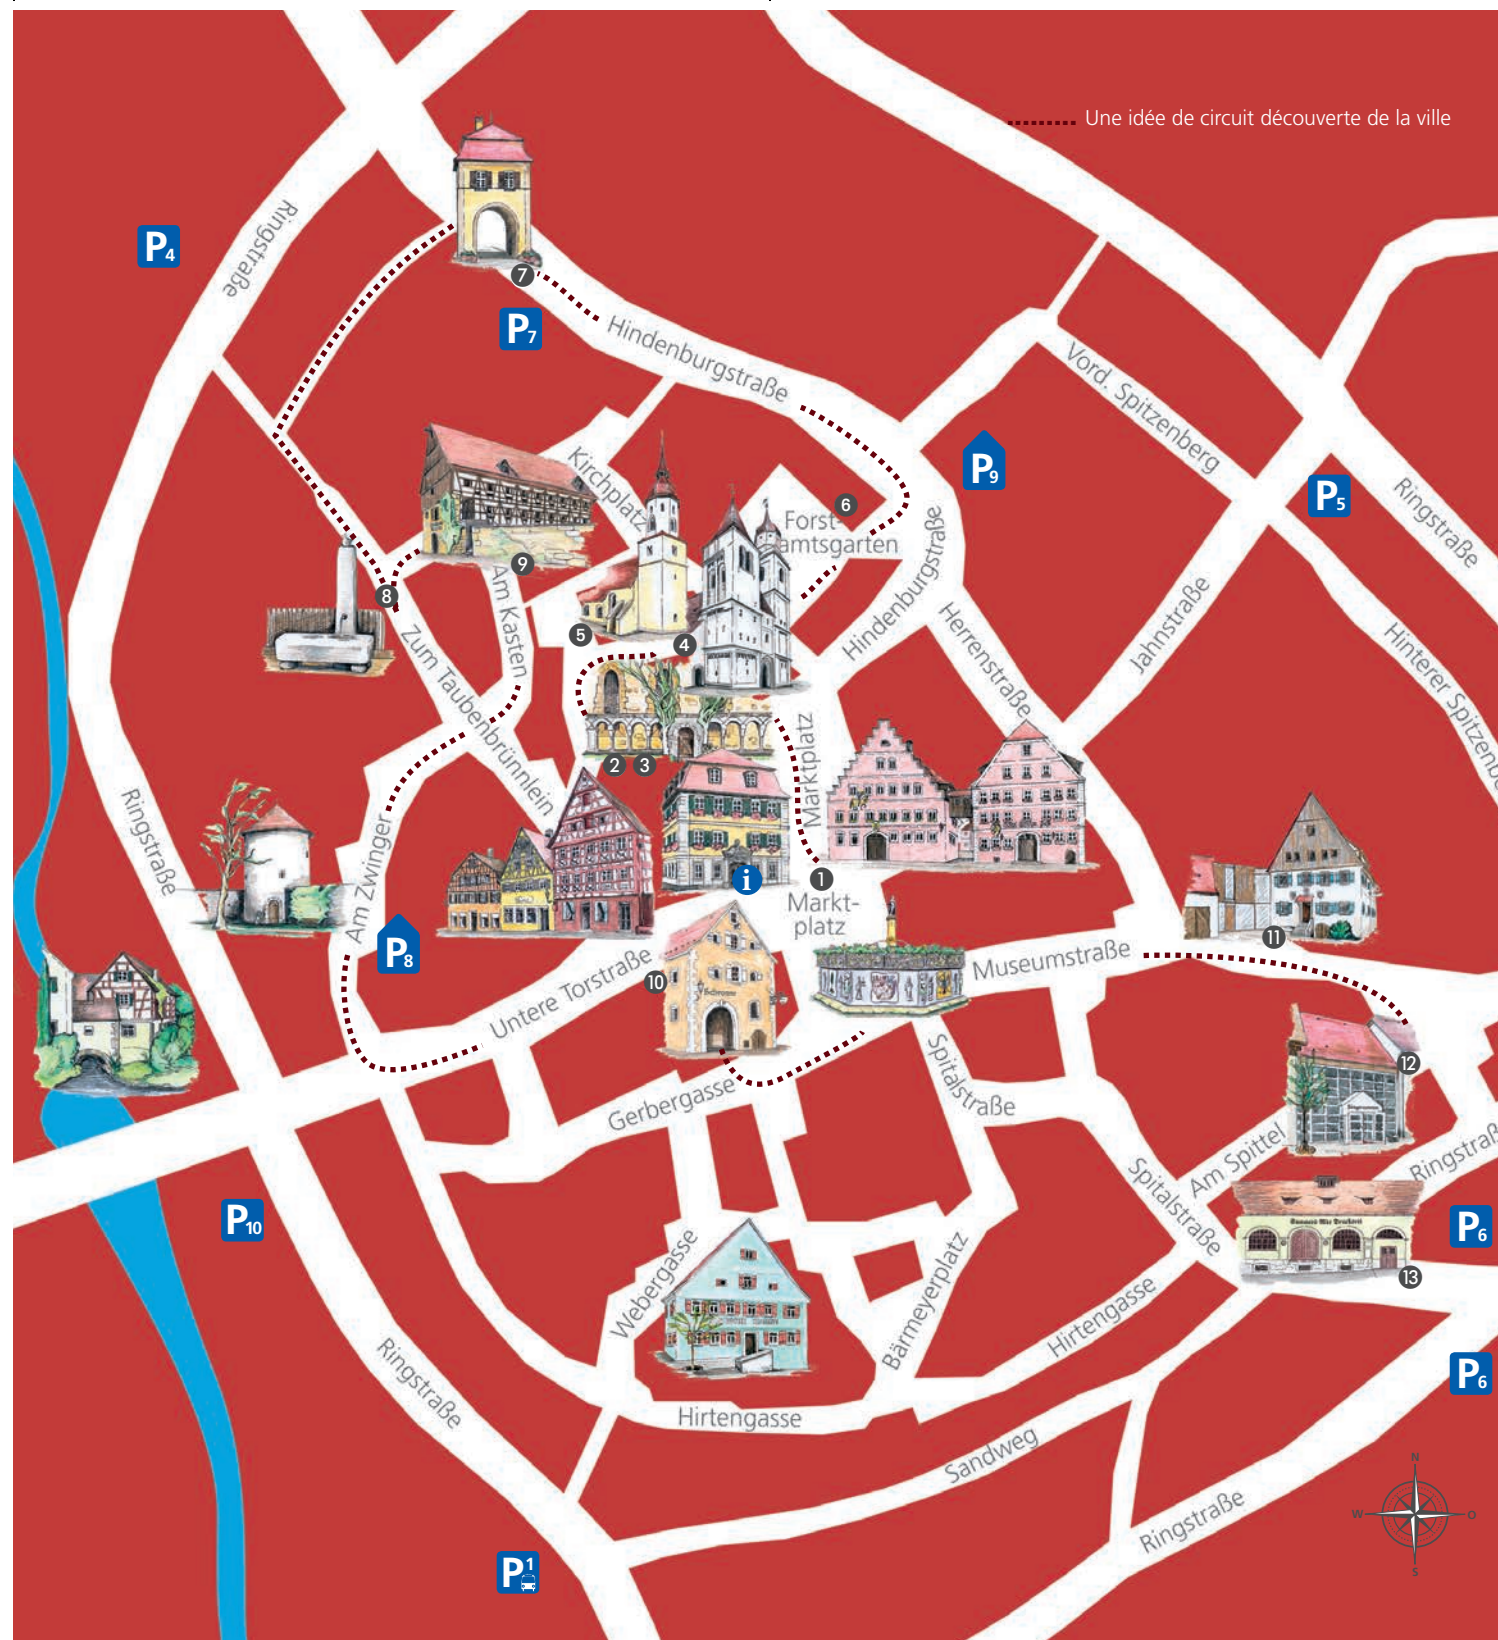 Une idée de circuit découverte de la ville
Ringstraße
P4
7
P7
Hindenburgstraße
Vord. Spitzenberg
P9
P5
Ringstraße
Kirchplatz
6
Forst-
amtsgarten
9
8
Am Kasten
Hindenburgstraße
Herrenstraße
Jahnstraße
Hinterer Spitzenb
5
4
Zum Taubenbrünnlein
Marktplatz
2
3
Ringstraße
Am Zwinger
P8
i
1
Markt-
platz
Untere Torstraße
10
Museumstraße
11
12
Gerbergasse
Spitalstraße
Am Spittel
Ringstraß
Spitalstraße
P10
P6
13
Webergasse
Bärmeyerplatz
Hirtengasse
Ringstraße
P6
Hirtengasse
Sandweg
Ringstraße
P1
N
W
O
S